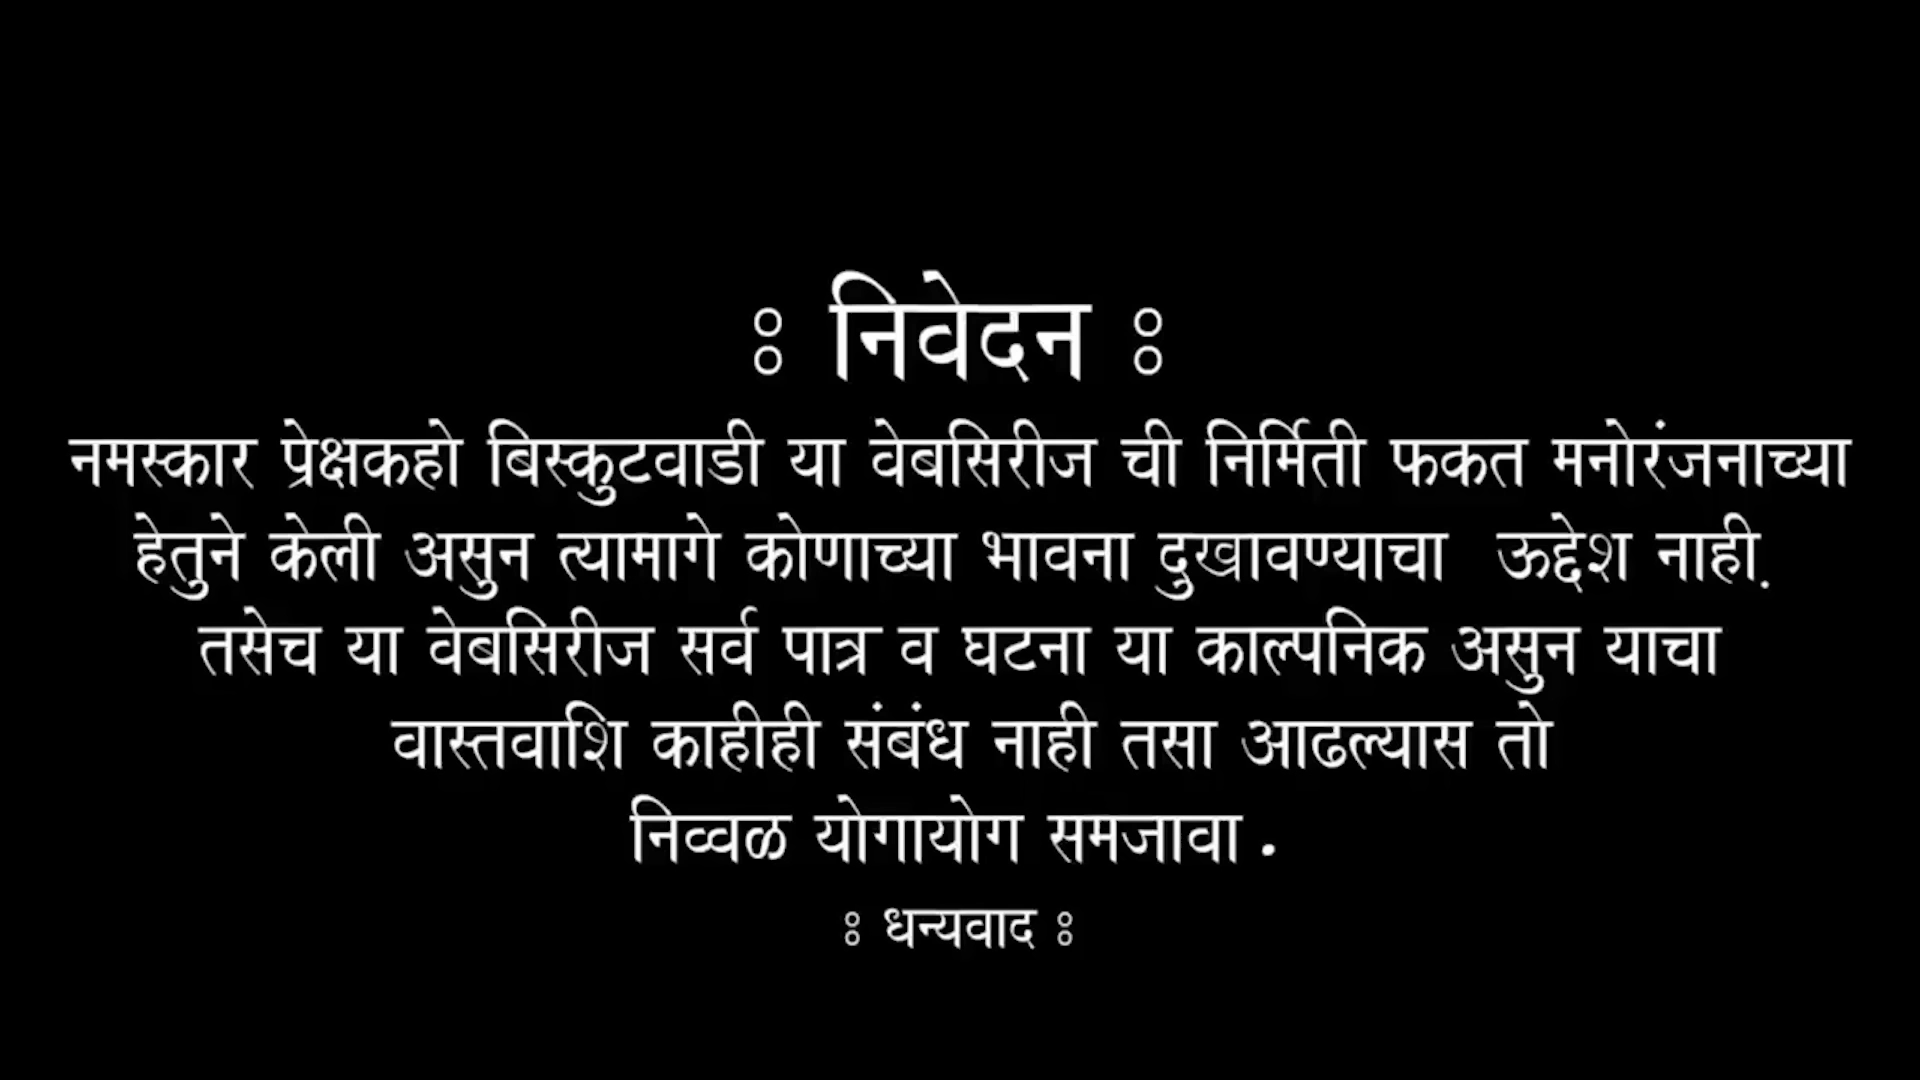 ः निवेदन ः
नमस्कार प्रेक्षकहो बिस्कुटवाडी या वेबसिरीज ची निर्मिती फकत मनोरंजनाच्या
हेतुने केली असुन त्यामागे कोणाच्या भावना दुखावण्याचा ऊद्देश नाही.
तसेच या वेबसिरीज सर्व पात्र व घटना या काल्पनिक असुन याचा
वास्तवाशि काहीही संबंध नाही तसा आढल्यास तो
निव्वळ योगायोग समजावा .
ः धन्यवाद ः